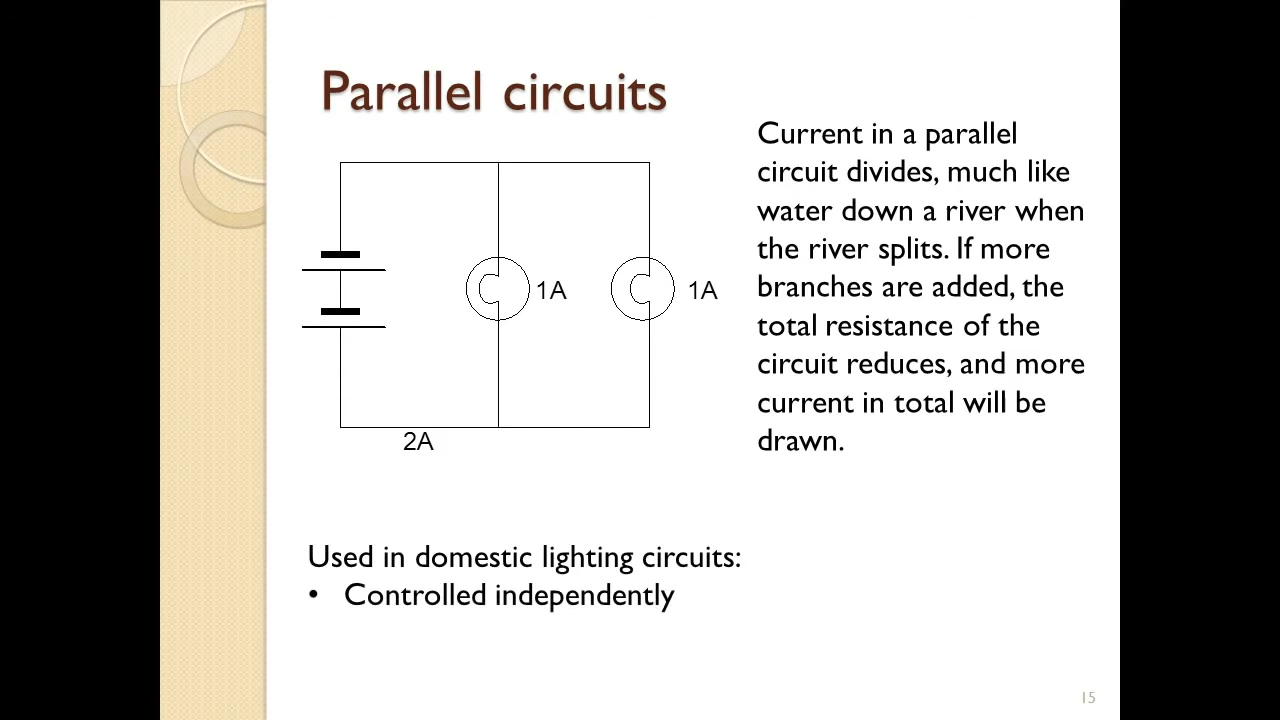 Parallel circuits
Current in a parallel
circuit divides, much like
water down a river when
the river splits. If more
branches are added, the
total resistance of the
circuit reduces, and more
current in total will be
drawn.
1A
1A
2A
Used in domestic lighting circuits:
• Controlled independently
15